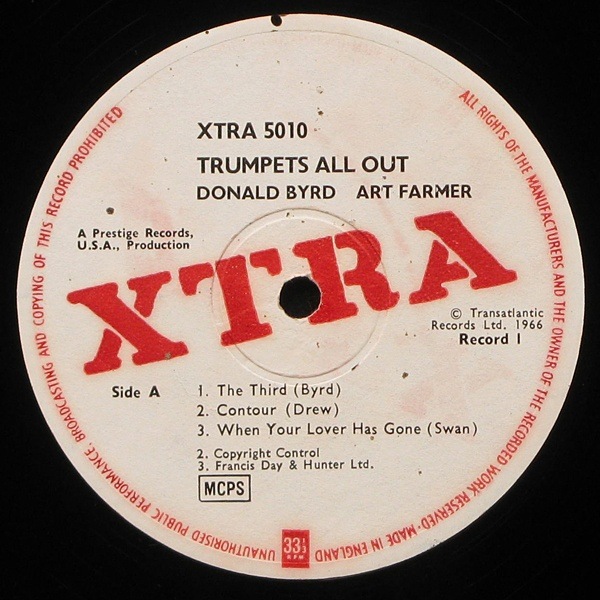 XTRA 5010
TRUMPETS ALL OUT
DONALD BYRD ART FARMER
A Prestige Records,
U.S.A., Production
XTRA
© Transatlantic
Records Ltd. 1966
Record 1
Side A
1. The Third (Byrd)
2. Contour (Drew)
3. When Your Lover Has Gone (Swan)
2. Copyright Control
3. Francis Day & Hunter Ltd.
MCPS
ALL RIGHTS OF THE MANUFACTURERS AND THE OWNER OF THE RECORDED WORK RESERVED · MADE IN ENGLAND
33⅓
RPM
UNAUTHORISED PUBLIC PERFORMANCE, BROADCASTING AND COPYING OF THIS RECORD PROHIBITED